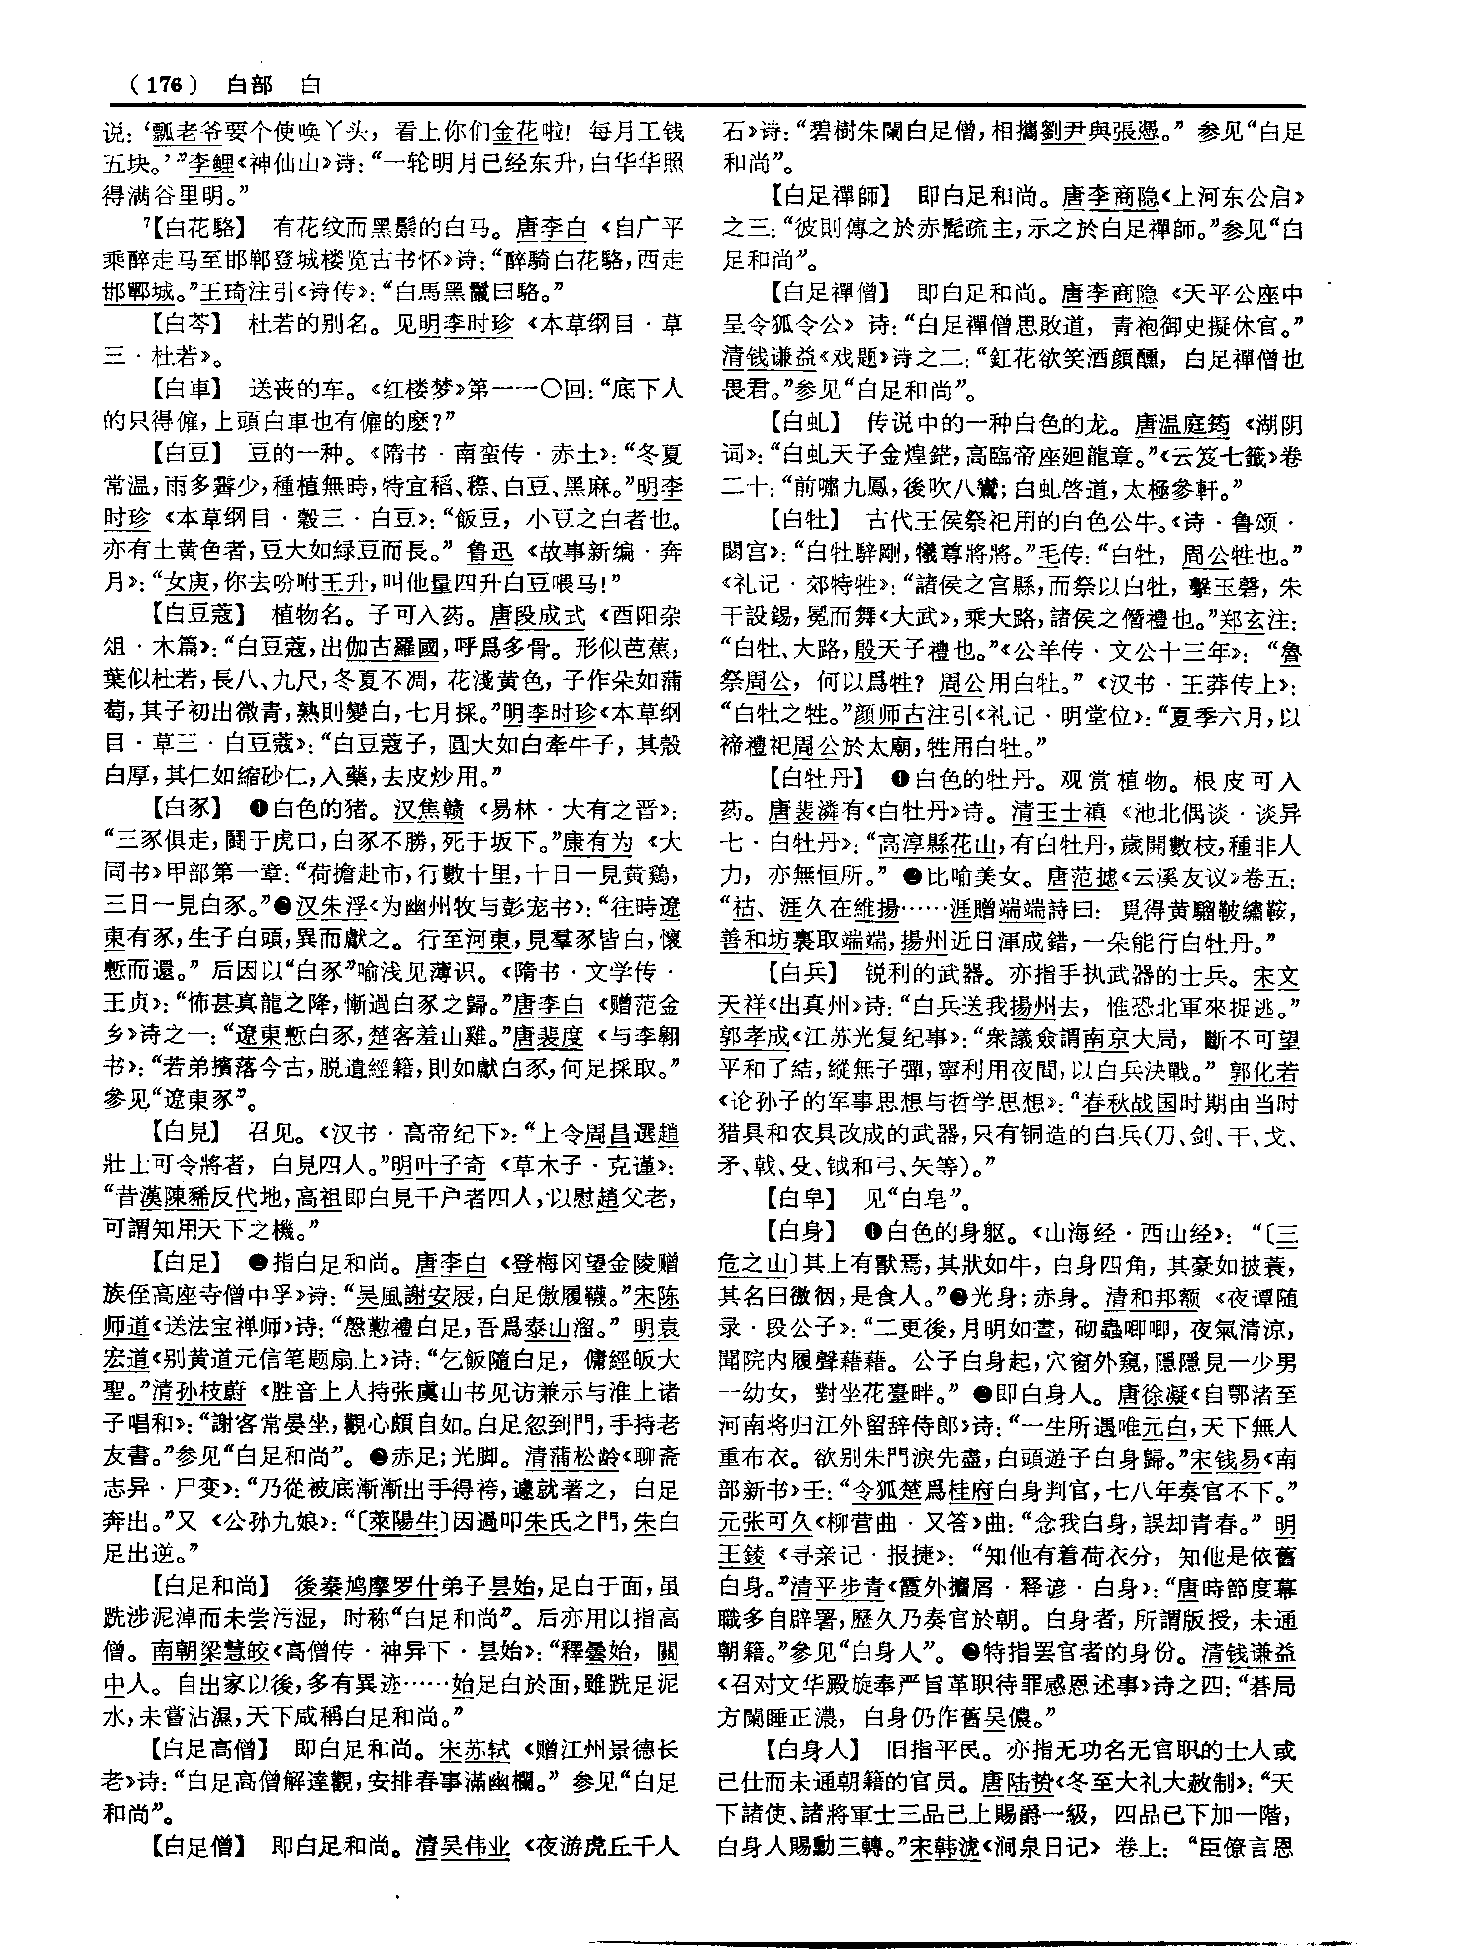 （176） 白部 白
说：‘瓢老爷要个使唤丫头，看上你们金花啦！每月工钱
五块。’”李鲤《神仙山》诗：“一轮明月已经东升，白华华照
得满谷里明。”
7【白花駱】 有花纹而黑鬃的白马。唐李白《自广平
乘醉走马至邯郸登城楼览古书怀》诗：“醉騎白花駱，西走
邯鄲城。”王琦注引《诗传》：“白馬黑鬣曰駱。”
【白芩】 杜若的别名。见明李时珍《本草纲目·草
三·杜若》。
【白車】 送丧的车。《红楼梦》第一一〇回：“底下人
的只得僱，上頭白車也有僱的麽？”
【白豆】 豆的一种。《隋书·南蛮传·赤土》：“冬夏
常温，雨多霽少，種植無時，特宜稻、穄、白豆、黑麻。”明李
时珍《本草纲目·穀三·白豆》：“飯豆，小豆之白者也。
亦有土黄色者，豆大如緑豆而長。”鲁迅《故事新编·奔
月》：“女庚，你去吩咐王升，叫他量四升白豆喂马！”
【白豆蔻】 植物名。子可入药。唐段成式《酉阳杂
俎·木篇》：“白豆蔻，出伽古羅國，呼爲多骨。形似芭蕉，
葉似杜若，長八、九尺，冬夏不凋，花淺黄色，子作朵如蒲
萄，其子初出微青，熟則變白，七月採。”明李时珍《本草纲
目·草三·白豆蔻》：“白豆蔻子，圓大如白牽牛子，其殼
白厚，其仁如縮砂仁，入藥，去皮炒用。”
【白豕】 ❶白色的猪。汉焦赣《易林·大有之晋》：
“三豕俱走，鬭于虎口，白豕不勝，死于坂下。”康有为《大
同书》甲部第一章：“荷擔赴市，行數十里，十日一見黄鷄，
三日一見白豕。”❷汉朱浮《为幽州牧与彭宠书》：“往時遼
東有豕，生子白頭，異而獻之。行至河東，見羣豕皆白，懷
慙而還。”后因以“白豕”喻浅见薄识。《隋书·文学传·
王贞》：“怖甚真龍之降，慚過白豕之歸。”唐李白《赠范金
乡》诗之一：“遼東慙白豕，楚客羞山雞。”唐裴度《与李翱
书》：“若弟擯落今古，脱遺經籍，則如獻白豕，何足採取。”
参见“遼東豕”。
【白見】 召见。《汉书·高帝纪下》：“上令周昌選趙
壯士可令將者，白見四人。”明叶子奇《草木子·克谨》：
“昔漢陳豨反代地，高祖即白見千户者四人，以慰趙父老，
可謂知用天下之機。”
【白足】 ❶指白足和尚。唐李白《登梅冈望金陵赠
族侄高座寺僧中孚》诗：“吴風謝安屐，白足傲履韈。”宋陈
师道《送法宝禅师》诗：“慇懃禮白足，吾爲泰山溜。”明袁
宏道《别黄道元信笔题扇上》诗：“乞飯隨白足，傭經皈大
聖。”清孙枝蔚《胜音上人持张虞山书见访兼示与淮上诸
子唱和》：“謝客常晏坐，觀心頗自如。白足忽到門，手持老
友書。”参见“白足和尚”。❷赤足；光脚。清蒲松龄《聊斋
志异·尸变》：“乃從被底漸漸出手得袴，遽就著之，白足
奔出。”又《公孙九娘》：“〔萊陽生〕因過叩朱氏之門，朱白
足出逆。”
【白足和尚】 後秦鸠摩罗什弟子昙始，足白于面，虽
跣涉泥淖而未尝污湿，时称“白足和尚”。后亦用以指高
僧。南朝梁慧皎《高僧传·神异下·昙始》：“釋曇始，關
中人。自出家以後，多有異迹……始足白於面，雖跣足泥
水，未嘗沾濕，天下咸稱白足和尚。”
【白足高僧】 即白足和尚。宋苏轼《赠江州景德长
老》诗：“白足高僧解達觀，安排春事滿幽欄。”参见“白足
和尚”。
【白足僧】 即白足和尚。清吴伟业《夜游虎丘千人
石》诗：“碧樹朱闌白足僧，相攜劉尹與張憑。”参见“白足
和尚”。
【白足禪師】 即白足和尚。唐李商隐《上河东公启》
之三：“彼則傳之於赤髭疏主，示之於白足禪師。”参见“白
足和尚”。
【白足禪僧】 即白足和尚。唐李商隐《天平公座中
呈令狐令公》诗：“白足禪僧思敗道，青袍御史擬休官。”
清钱谦益《戏题》诗之二：“釭花欲笑酒顔醺，白足禪僧也
畏君。”参见“白足和尚”。
【白虬】 传说中的一种白色的龙。唐温庭筠《湖阴
词》：“白虬天子金煌鋩，高臨帝座廻龍章。”《云笈七籤》卷
二十：“前嘯九鳳，後吹八鸞；白虬啓道，太極參軒。”
【白牡】 古代王侯祭祀用的白色公牛。《诗·鲁颂·
閟宫》：“白牡騂剛，犧尊將將。”毛传：“白牡，周公牲也。”
《礼记·郊特牲》：“諸侯之宫縣，而祭以白牡，擊玉磬，朱
干設錫，冕而舞《大武》，乘大路，諸侯之僭禮也。”郑玄注：
“白牡、大路，殷天子禮也。”《公羊传·文公十三年》：“魯
祭周公，何以爲牲？周公用白牡。”《汉书·王莽传上》：
“白牡之牲。”颜师古注引《礼记·明堂位》：“夏季六月，以
禘禮祀周公於太廟，牲用白牡。”
【白牡丹】 ❶白色的牡丹。观赏植物。根皮可入
药。唐裴潾有《白牡丹》诗。清王士禛《池北偶谈·谈异
七·白牡丹》：“高淳縣花山，有白牡丹，歲開數枝，種非人
力，亦無恒所。”❷比喻美女。唐范摅《云溪友议》卷五：
“祜、涯久在維揚……涯贈端端詩曰：覓得黄騮鞁繡鞍，
善和坊裏取端端，揚州近日渾成錯，一朵能行白牡丹。”
【白兵】 锐利的武器。亦指手执武器的士兵。宋文
天祥《出真州》诗：“白兵送我揚州去，惟恐北軍來捉逃。”
郭孝成《江苏光复纪事》：“衆議僉謂南京大局，斷不可望
平和了結，縱無子彈，寧利用夜間，以白兵決戰。”郭化若
《论孙子的军事思想与哲学思想》：“春秋战国时期由当时
猎具和农具改成的武器，只有铜造的白兵（刀、剑、干、戈、
矛、戟、殳、钺和弓、矢等）。”
【白皁】 见“白皂”。
【白身】 ❶白色的身躯。《山海经·西山经》：“〔三
危之山〕其上有獸焉，其狀如牛，白身四角，其豪如披蓑，
其名曰㺊㹶，是食人。”❷光身；赤身。清和邦额《夜谭随
录·段公子》：“二更後，月明如晝，砌蟲唧唧，夜氣清涼，
聞院内履聲藉藉。公子白身起，穴窗外窺，隱隱見一少男
一幼女，對坐花臺畔。”❸即白身人。唐徐凝《自鄂渚至
河南将归江外留辞侍郎》诗：“一生所遇唯元白，天下無人
重布衣。欲别朱門淚先盡，白頭遊子白身歸。”宋钱易《南
部新书》壬：“令狐楚爲桂府白身判官，七八年奏官不下。”
元张可久《柳营曲·又答》曲：“念我白身，誤却青春。”明
王錂《寻亲记·报捷》：“知他有着荷衣分，知他是依舊
白身。”清平步青《霞外攟屑·释谚·白身》：“唐時節度幕
職多自辟署，歷久乃奏官於朝。白身者，所謂版授，未通
朝籍。”参见“白身人”。❹特指罢官者的身份。清钱谦益
《召对文华殿旋奉严旨革职待罪感恩述事》诗之四：“碁局
方闌睡正濃，白身仍作舊吴儂。”
【白身人】 旧指平民。亦指无功名无官职的士人或
已仕而未通朝籍的官员。唐陆贽《冬至大礼大赦制》：“天
下諸使、諸將軍士三品已上賜爵一級，四品已下加一階，
白身人賜勳三轉。”宋韩淲《涧泉日记》卷上：“臣僚言恩